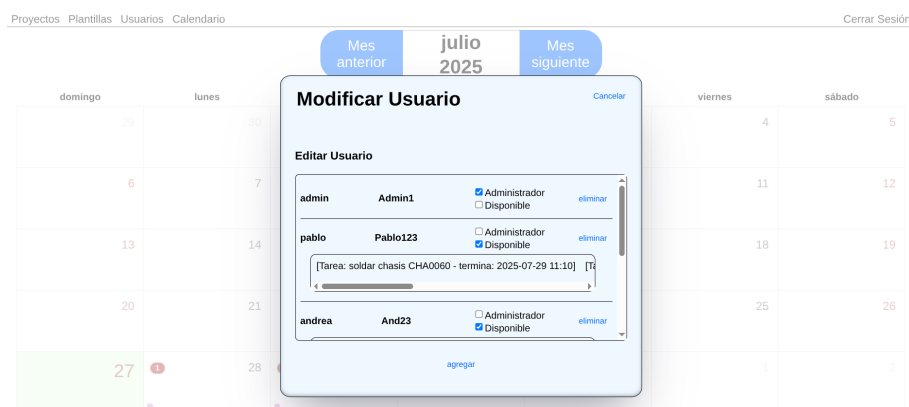 Proyectos Plantillas Usuarios Calendario Cerrar Sesión
Mes anterior
julio 2025
Mes siguiente
domingo lunes viernes sábado
29 30 4 5
6 7 11 12
13 14 18 19
20 21 25 26
27 1 28 1 2
Modificar Usuario
Cancelar
Editar Usuario
admin Admin1 Administrador Disponible eliminar
pablo Pablo123 Administrador Disponible eliminar
[Tarea: soldar chasis CHA0060 - termina: 2025-07-29 11:10] [Ta
andrea And23 Administrador Disponible eliminar
agregar